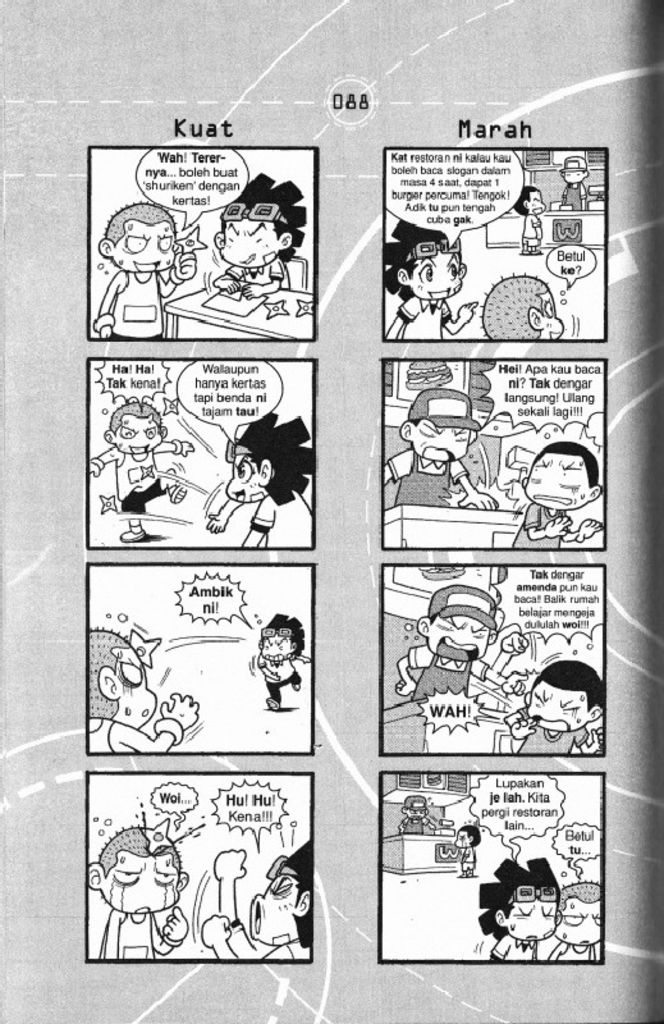 088
Kuat
'Wah! Terer-
nya... boleh buat
'shuriken' dengan
kertas!
Ha! Ha!
Tak kena!
Walaupun
hanya kertas
tapi benda ni
tajam tau!
Ambik
ni!
Woi....
Hu! Hu!
Kena!!!
Marah
Kat restoran ni kalau kau
boleh baca slogan dalam
masa 4 saat, dapat 1
burger percuma! Tengok!
Adik tu pun tengah
cuba gak.
Betul
ke?
Hei! Apa kau baca
ni? Tak dengar
langsung! Ulang
sekali lagi!!!
Tak dengar
amenda pun kau
baca!! Balik rumah
belajar mengeja
dululah woi!!!
WAH!
Lupakan
je lah. Kita
pergi restoran
lain...
Betul
tu...